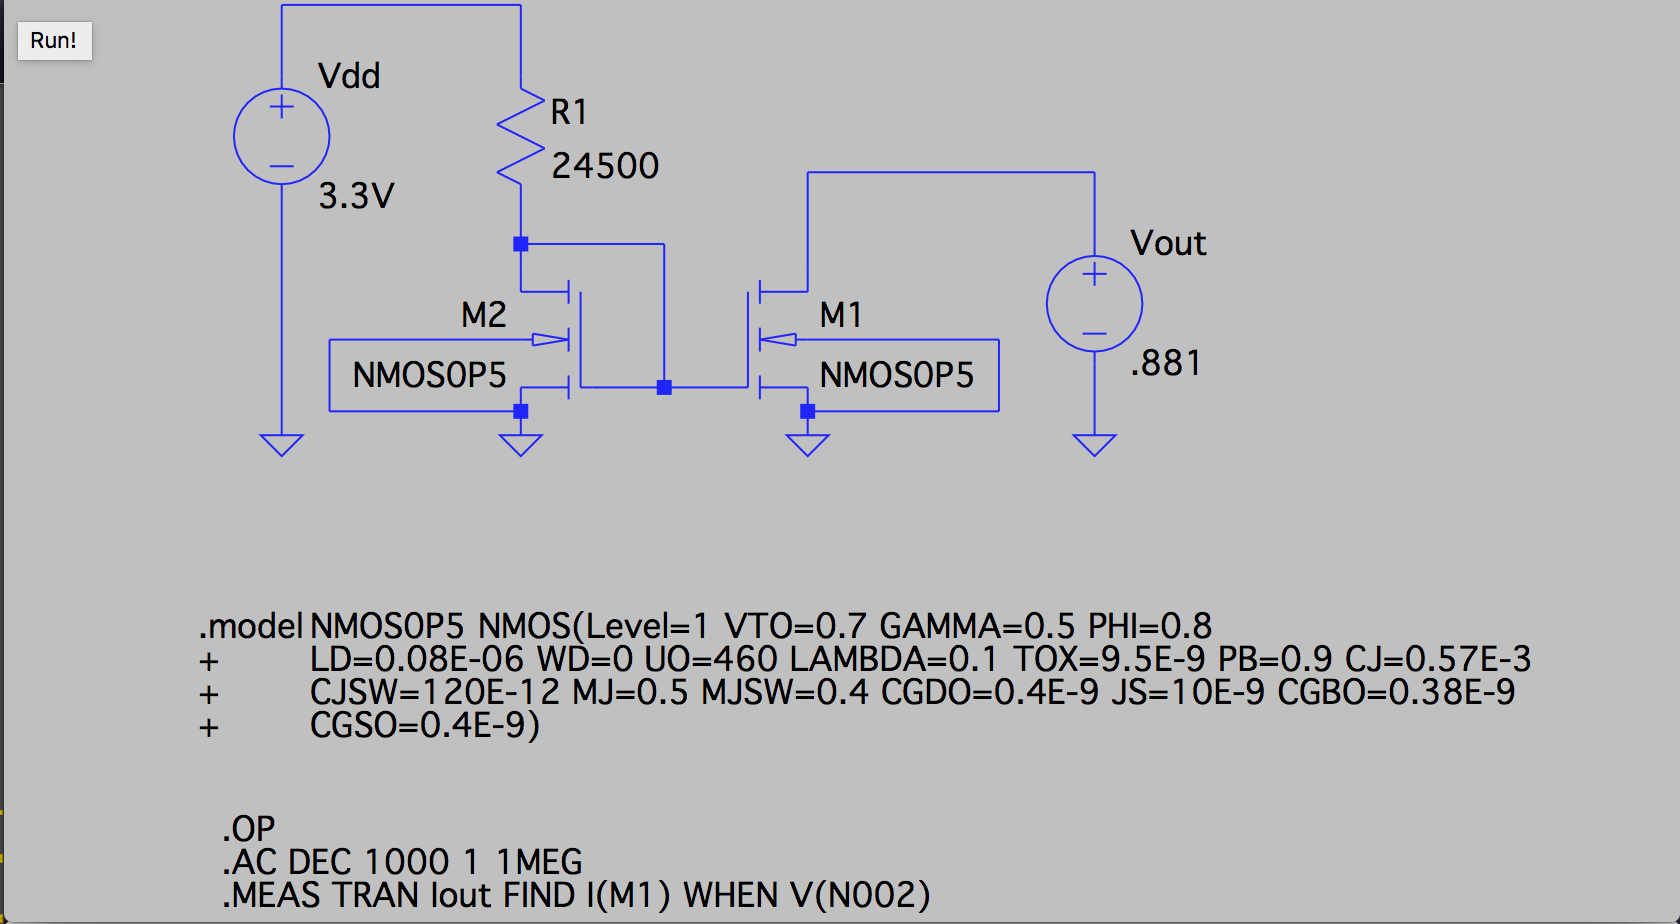 Run!
Vdd
3.3V
R1
24500
M2
NMOS0P5
M1
NMOS0P5
Vout
.881
.model NMOS0P5 NMOS(Level=1 VTO=0.7 GAMMA=0.5 PHI=0.8
+ LD=0.08E-06 WD=0 UO=460 LAMBDA=0.1 TOX=9.5E-9 PB=0.9 CJ=0.57E-3
+ CJSW=120E-12 MJ=0.5 MJSW=0.4 CGDO=0.4E-9 JS=10E-9 CGBO=0.38E-9
+ CGSO=0.4E-9)
.OP
.AC DEC 1000 1 1MEG
.MEAS TRAN Iout FIND I(M1) WHEN V(N002)